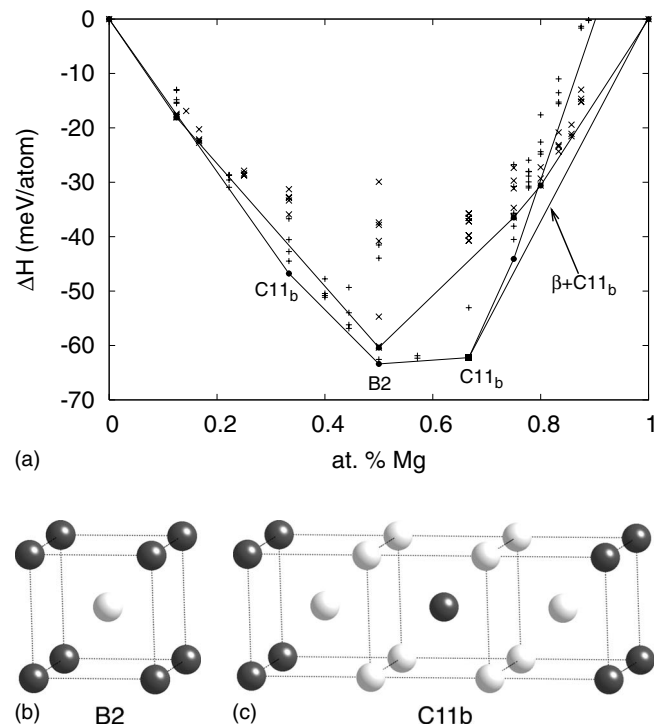 0
-10
-20
-30
-40
-50
-60
-70
ΔH (meV/atom)
C11b
B2
C11b
β+C11b
0 0.2 0.4 0.6 0.8 1
(a) at. % Mg
(b) B2 (c) C11b